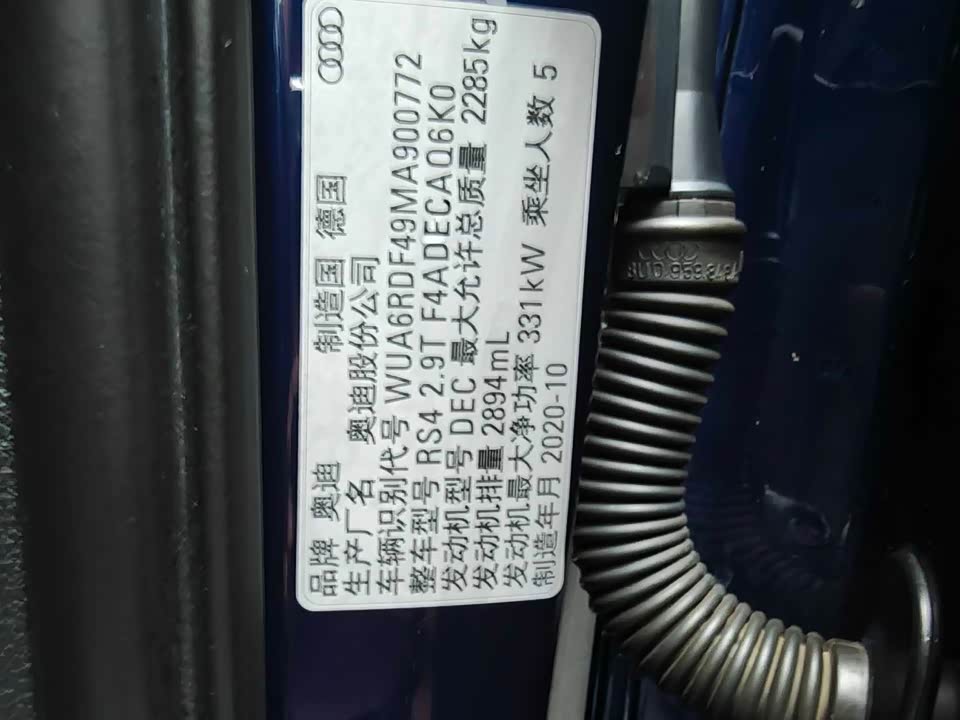 品牌 奥迪 制造国 德国
生产厂名 奥迪股份公司
车辆识别代号 WUA6RDF49MA900772
整车型号 RS4 2.9T F4ADECAQ6K0
发动机型号 DEC 最大允许总质量 2285kg
发动机排量 2894mL
发动机最大净功率 331kW 乘坐人数 5
制造年月 2020-10